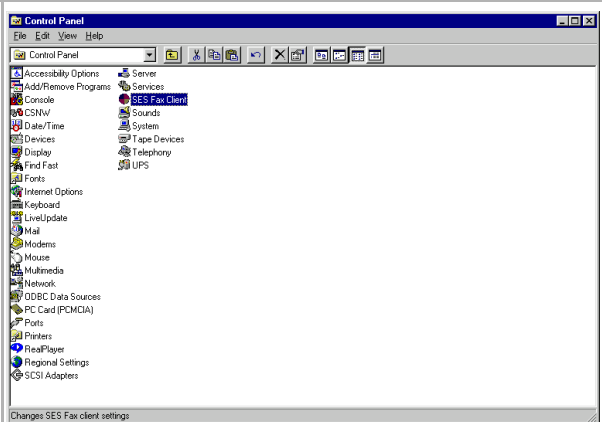 Control Panel
File Edit View Help
Control Panel
Accessibility Options
Add/Remove Programs
Console
CSNW
Date/Time
Devices
Display
Find Fast
Fonts
Internet Options
Keyboard
LiveUpdate
Mail
Modems
Mouse
Multimedia
Network
ODBC Data Sources
PC Card (PCMCIA)
Ports
Printers
RealPlayer
Regional Settings
SCSI Adapters
Server
Services
SES Fax Client
Sounds
System
Tape Devices
Telephony
UPS
Changes SES Fax client settings